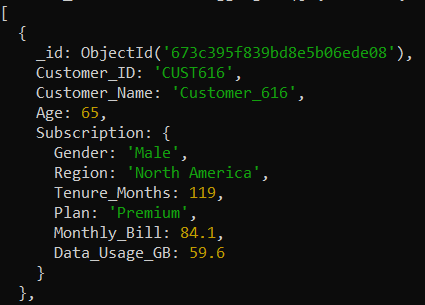 [
  {
    _id: ObjectId('673c395f839bd8e5b06ede08'),
    Customer_ID: 'CUST616',
    Customer_Name: 'Customer_616',
    Age: 65,
    Subscription: {
      Gender: 'Male',
      Region: 'North America',
      Tenure_Months: 119,
      Plan: 'Premium',
      Monthly_Bill: 84.1,
      Data_Usage_GB: 59.6
    }
  },